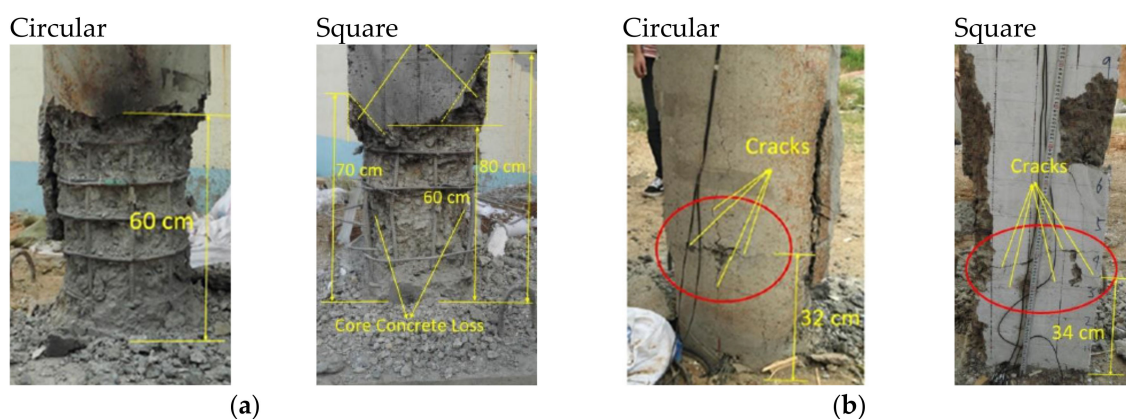 Circular
Square
Circular
Square
60 cm
70 cm
60 cm
80 cm
Core Concrete Loss
Cracks
32 cm
Cracks
34 cm
(a)
(b)